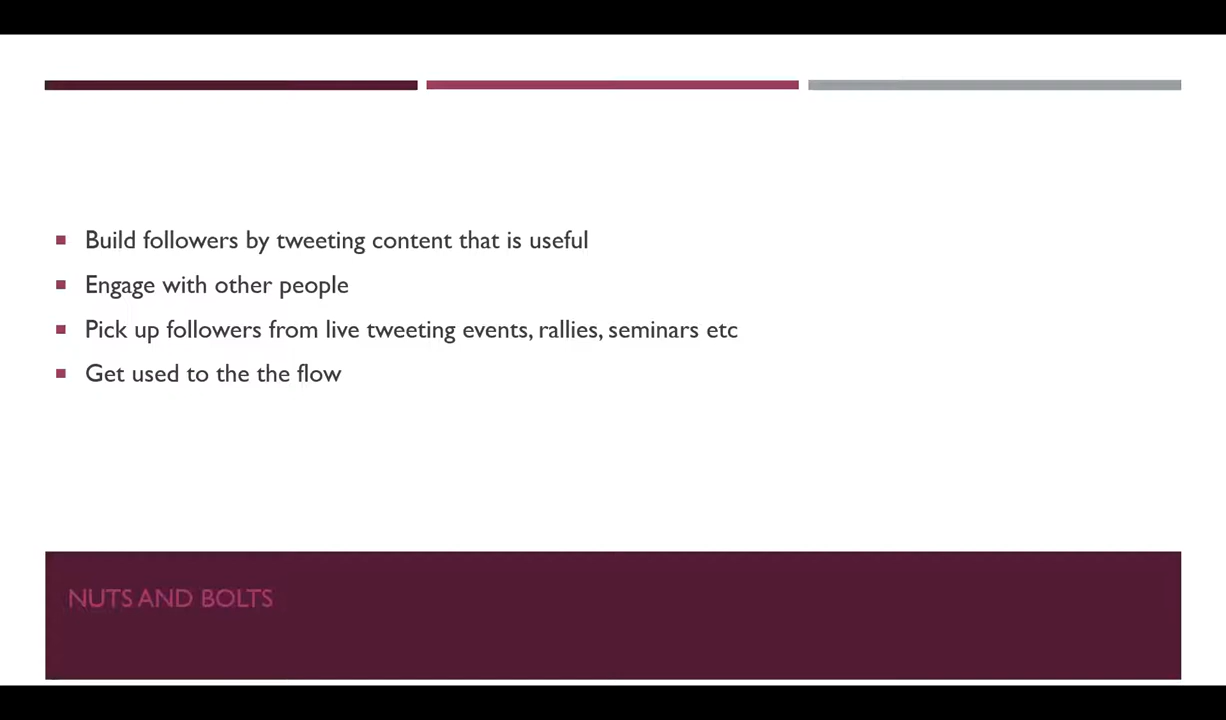 Build followers by tweeting content that is useful
Engage with other people
Pick up followers from live tweeting events, rallies, seminars etc
Get used to the the flow
NUTS AND BOLTS